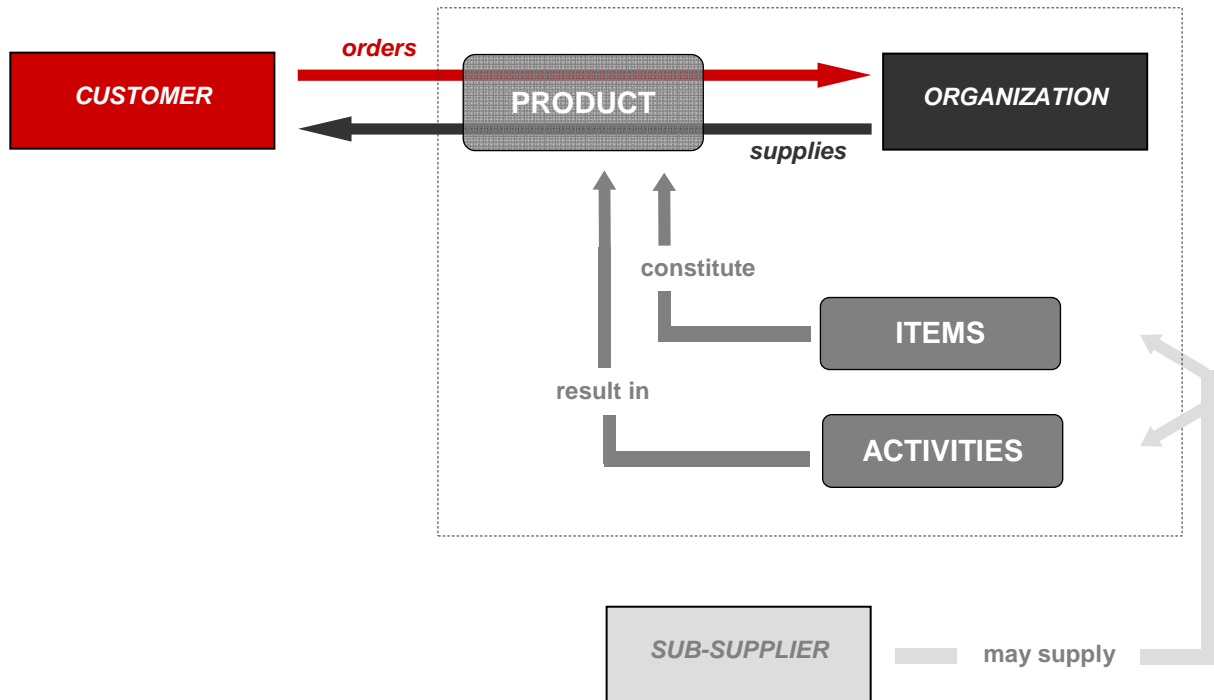 orders
CUSTOMER
PRODUCT
ORGANIZATION
supplies
constitute
ITEMS
result in
ACTIVITIES
SUB-SUPPLIER
may supply